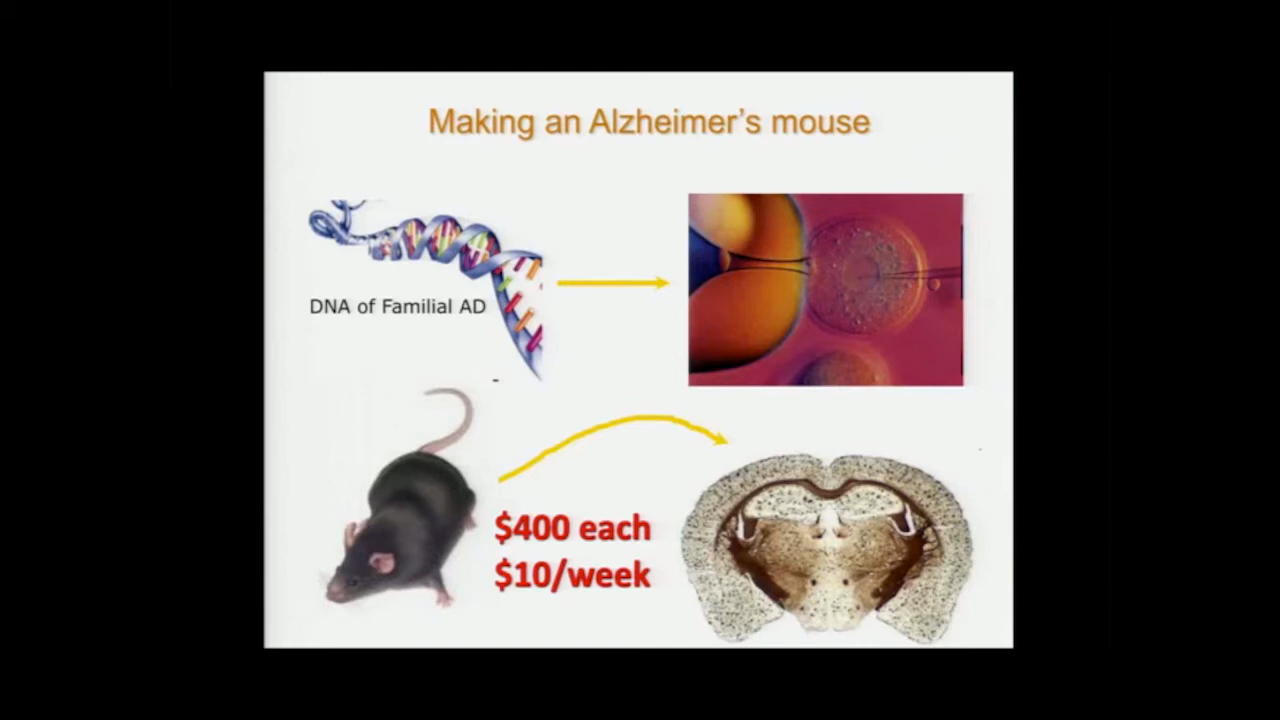 Making an Alzheimer's mouse
DNA of Familial AD
$400 each
$10/week